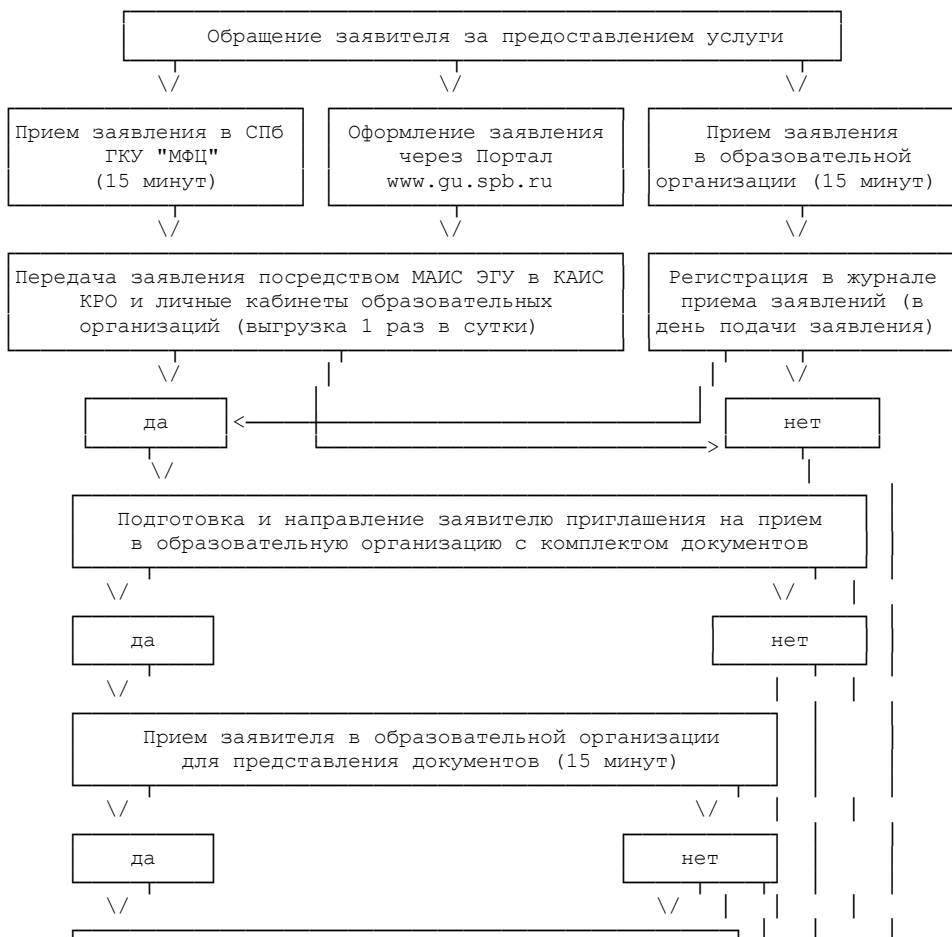 Обращение заявителя за предоставлением услуги
Прием заявления в СПб
ГКУ "МФЦ"
(15 минут)
Оформление заявления
через Портал
www.gu.spb.ru
Прием заявления
в образовательной
организации (15 минут)
Передача заявления посредством МАИС ЭГУ в КАИС
КРО и личные кабинеты образовательных
организаций (выгрузка 1 раз в сутки)
Регистрация в журнале
приема заявлений (в
день подачи заявления)
да
нет
Подготовка и направление заявителю приглашения на прием
в образовательную организацию с комплектом документов
да
нет
Прием заявителя в образовательной организации
для представления документов (15 минут)
да
нет